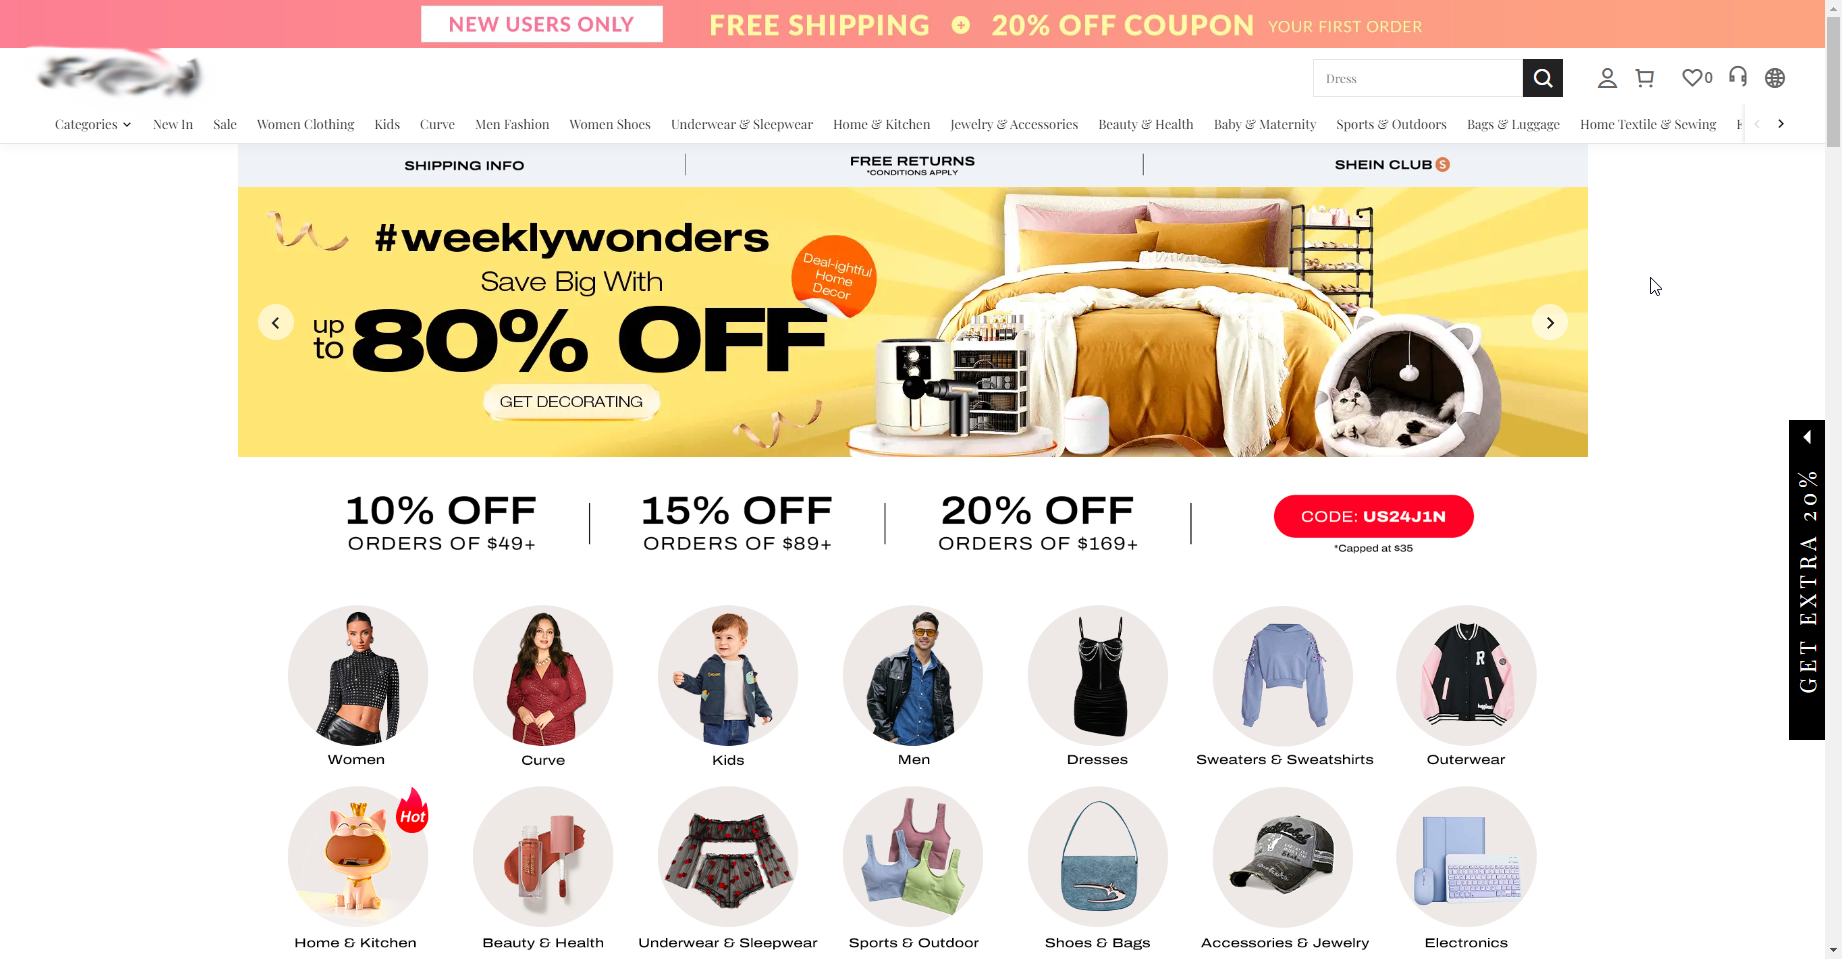 NEW USERS ONLY
FREE SHIPPING + 20% OFF COUPON YOUR FIRST ORDER
Dress
0
Categories New In Sale Women Clothing Kids Curve Men Fashion Women Shoes Underwear & Sleepwear Home & Kitchen Jewelry & Accessories Beauty & Health Baby & Maternity Sports & Outdoors Bags & Luggage Home Textile & Sewing
SHIPPING INFO
FREE RETURNS
*CONDITIONS APPLY
SHEIN CLUB S
#weeklywonders
Save Big With
up to 80% OFF
Deal-ightful
Home
Decor
GET DECORATING
GET EXTRA 20%
10% OFF
ORDERS OF $49+
15% OFF
ORDERS OF $89+
20% OFF
ORDERS OF $169+
CODE: US24J1N
*Capped at $35
R
Women Curve Kids Men Dresses Sweaters & Sweatshirts Outerwear
Hot
Home & Kitchen Beauty & Health Underwear & Sleepwear Sports & Outdoor Shoes & Bags Accessories & Jewelry Electronics